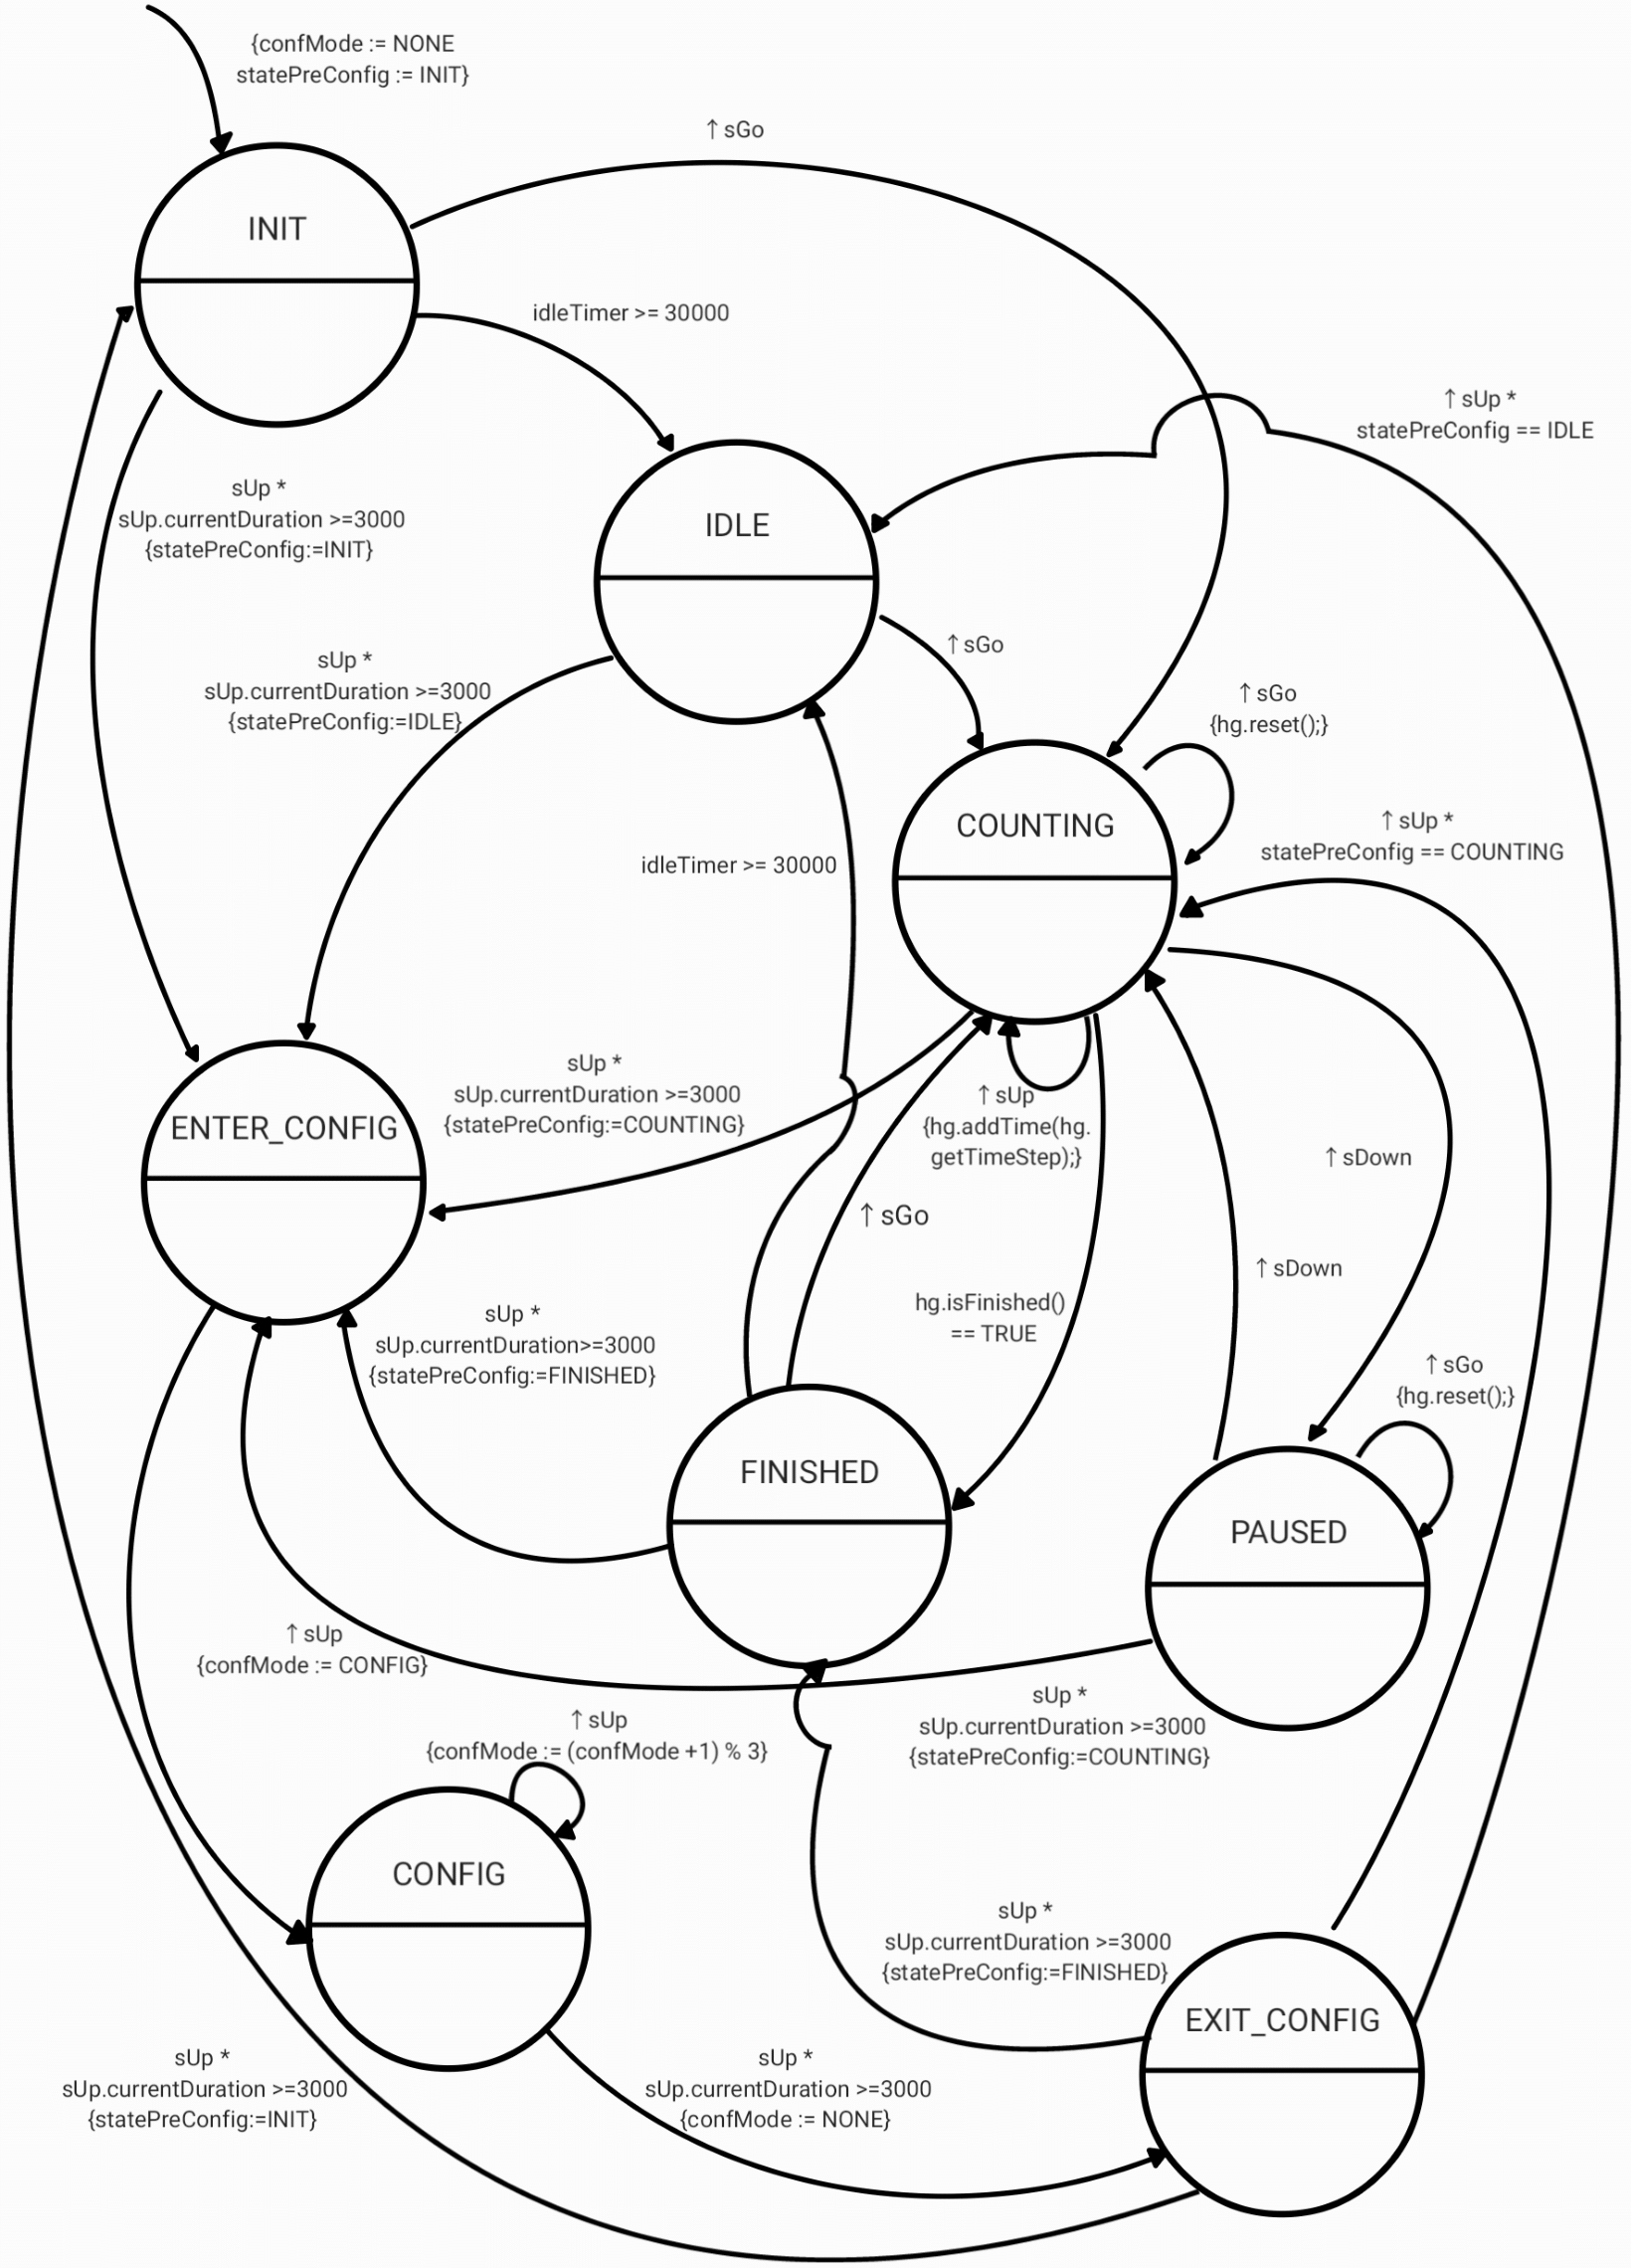 {confMode := NONE
statePreConfig := INIT}
↑ sGo
INIT
idleTimer >= 30000
↑ sUp *
statePreConfig == IDLE
sUp *
sUp.currentDuration >=3000
{statePreConfig:=INIT}
IDLE
↑ sGo
sUp *
sUp.currentDuration >=3000
{statePreConfig:=IDLE}
↑ sGo
{hg.reset();}
COUNTING
↑ sUp *
statePreConfig == COUNTING
idleTimer >= 30000
sUp *
sUp.currentDuration >=3000
{statePreConfig:=COUNTING}
ENTER_CONFIG
↑ sUp
{hg.addTime(hg.
getTimeStep);}
↑ sDown
↑ sGo
↑ sDown
hg.isFinished()
== TRUE
sUp *
sUp.currentDuration>=3000
{statePreConfig:=FINISHED}
↑ sGo
{hg.reset();}
FINISHED
PAUSED
↑ sUp
{confMode := CONFIG}
sUp *
sUp.currentDuration >=3000
{statePreConfig:=COUNTING}
↑ sUp
{confMode := (confMode +1) % 3}
CONFIG
sUp *
sUp.currentDuration >=3000
{statePreConfig:=FINISHED}
EXIT_CONFIG
sUp *
sUp.currentDuration >=3000
{statePreConfig:=INIT}
sUp *
sUp.currentDuration >=3000
{confMode := NONE}